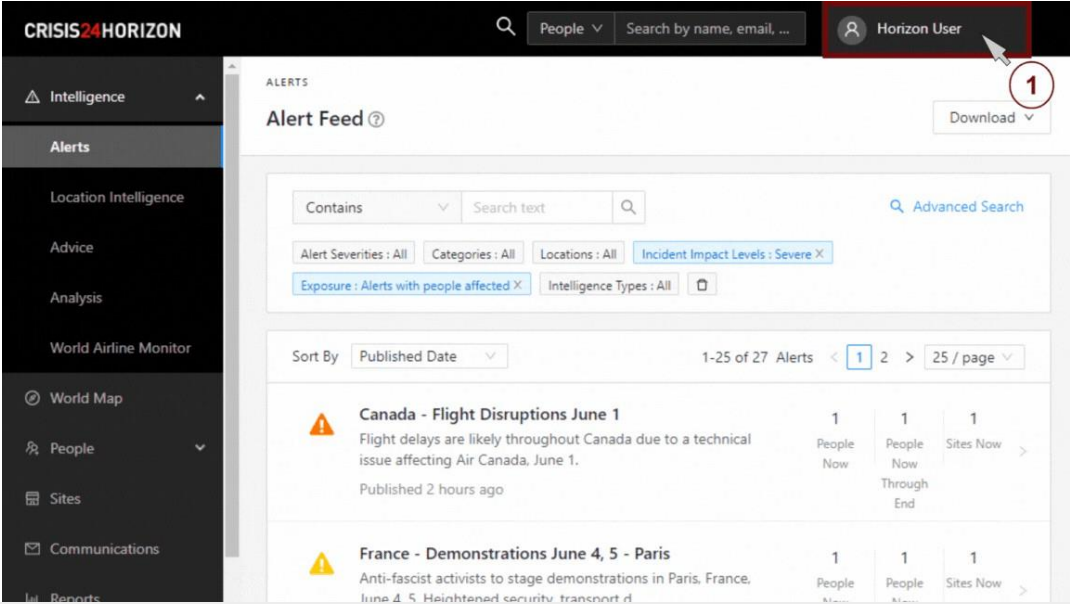 CRISIS24HORIZON
People
Search by name, email, ...
Horizon User
1
Intelligence
Alerts
Location Intelligence
Advice
Analysis
World Airline Monitor
World Map
People
Sites
Communications
Reports
ALERTS
Alert Feed ?
Download
Contains
Search text
Advanced Search
Alert Severities : All
Categories : All
Locations : All
Incident Impact Levels : Severe X
Exposure : Alerts with people affected X
Intelligence Types : All
Sort By Published Date
1-25 of 27 Alerts < 1 2 > 25 / page
Canada - Flight Disruptions June 1
Flight delays are likely throughout Canada due to a technical
issue affecting Air Canada, June 1.
Published 2 hours ago
1
People
Now
1
People
Now
Through
End
1
Sites Now
>
France - Demonstrations June 4, 5 - Paris
Anti-fascist activists to stage demonstrations in Paris, France,
June 4, 5. Heightened security, transport d
1
People
Now
1
People
Now
1
Sites Now
>